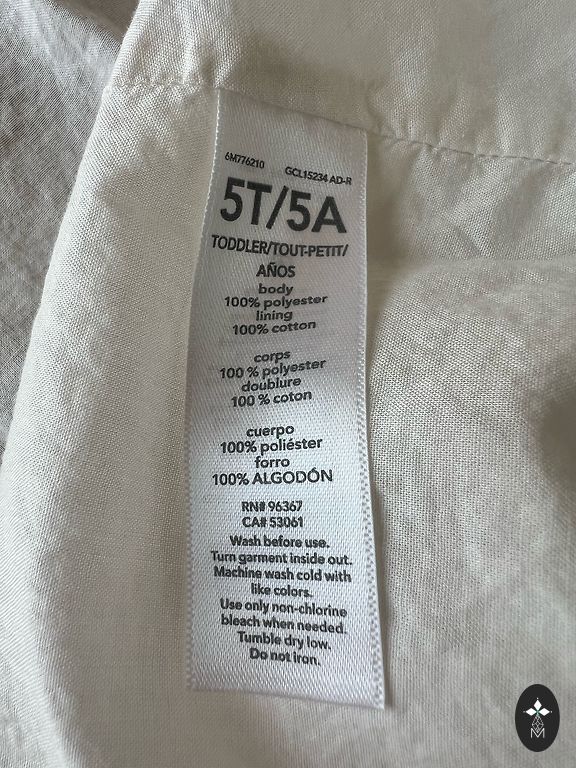 6M776210 GCL15234 AD-R
5T/5A
TODDLER/TOUT-PETIT/
AÑOS
body
100% polyester
lining
100% cotton
corps
100 % polyester
doublure
100 % coton
cuerpo
100% poliéster
forro
100% ALGODÓN
RN# 96367
CA# 53061
Wash before use.
Turn garment inside out.
Machine wash cold with
like colors.
Use only non-chlorine
bleach when needed.
Tumble dry low.
Do not iron.
M